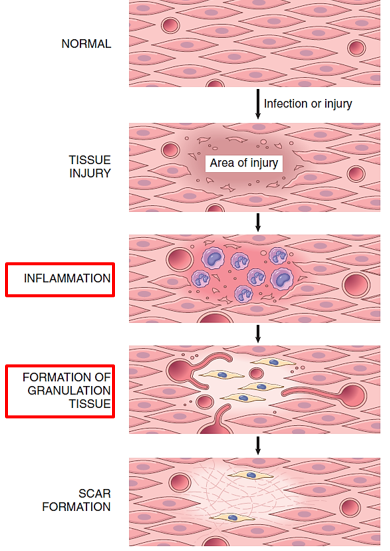 NORMAL
Infection or injury
TISSUE
INJURY
Area of injury
INFLAMMATION
FORMATION OF
GRANULATION
TISSUE
SCAR
FORMATION